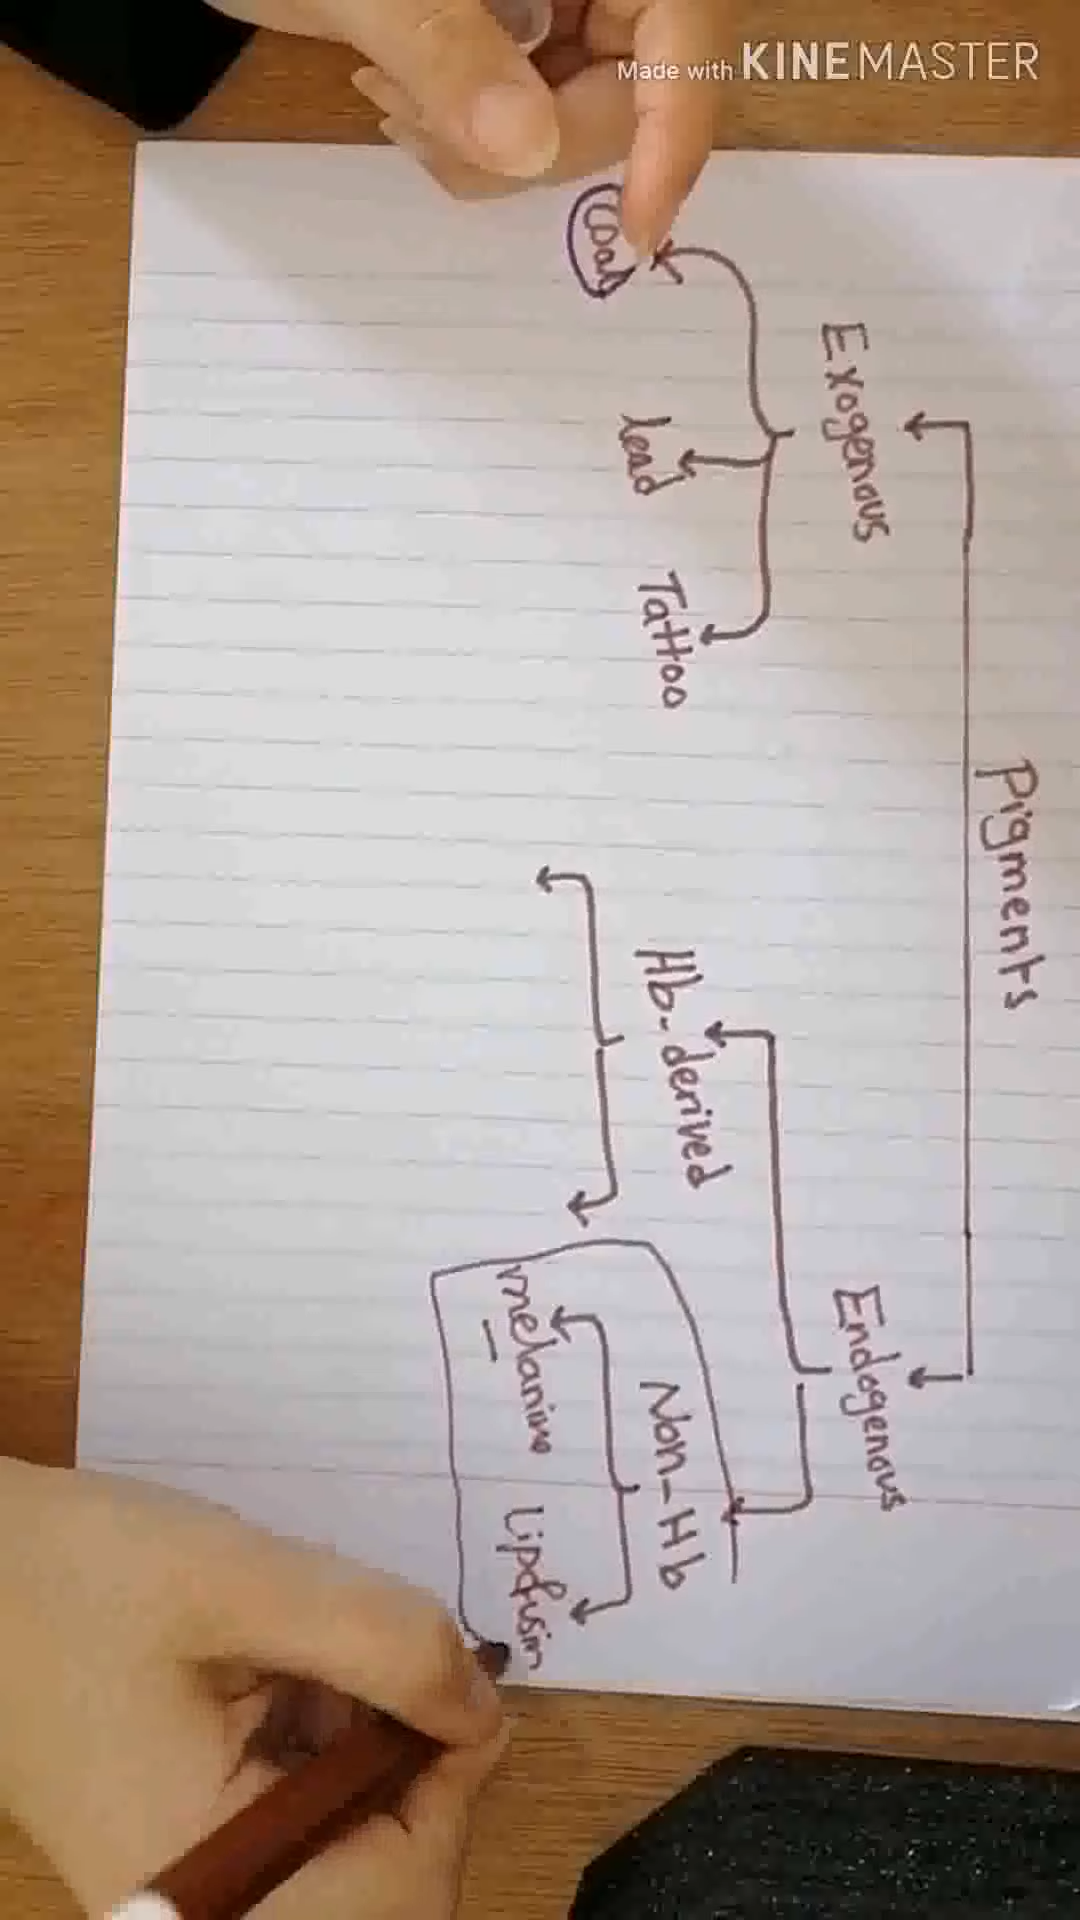 Made with KINEMASTER
Pigments
Exogenous
Endogenous
Coal
lead
Tattoo
Hb-derived
Non-Hb
melanine
Lipofusin